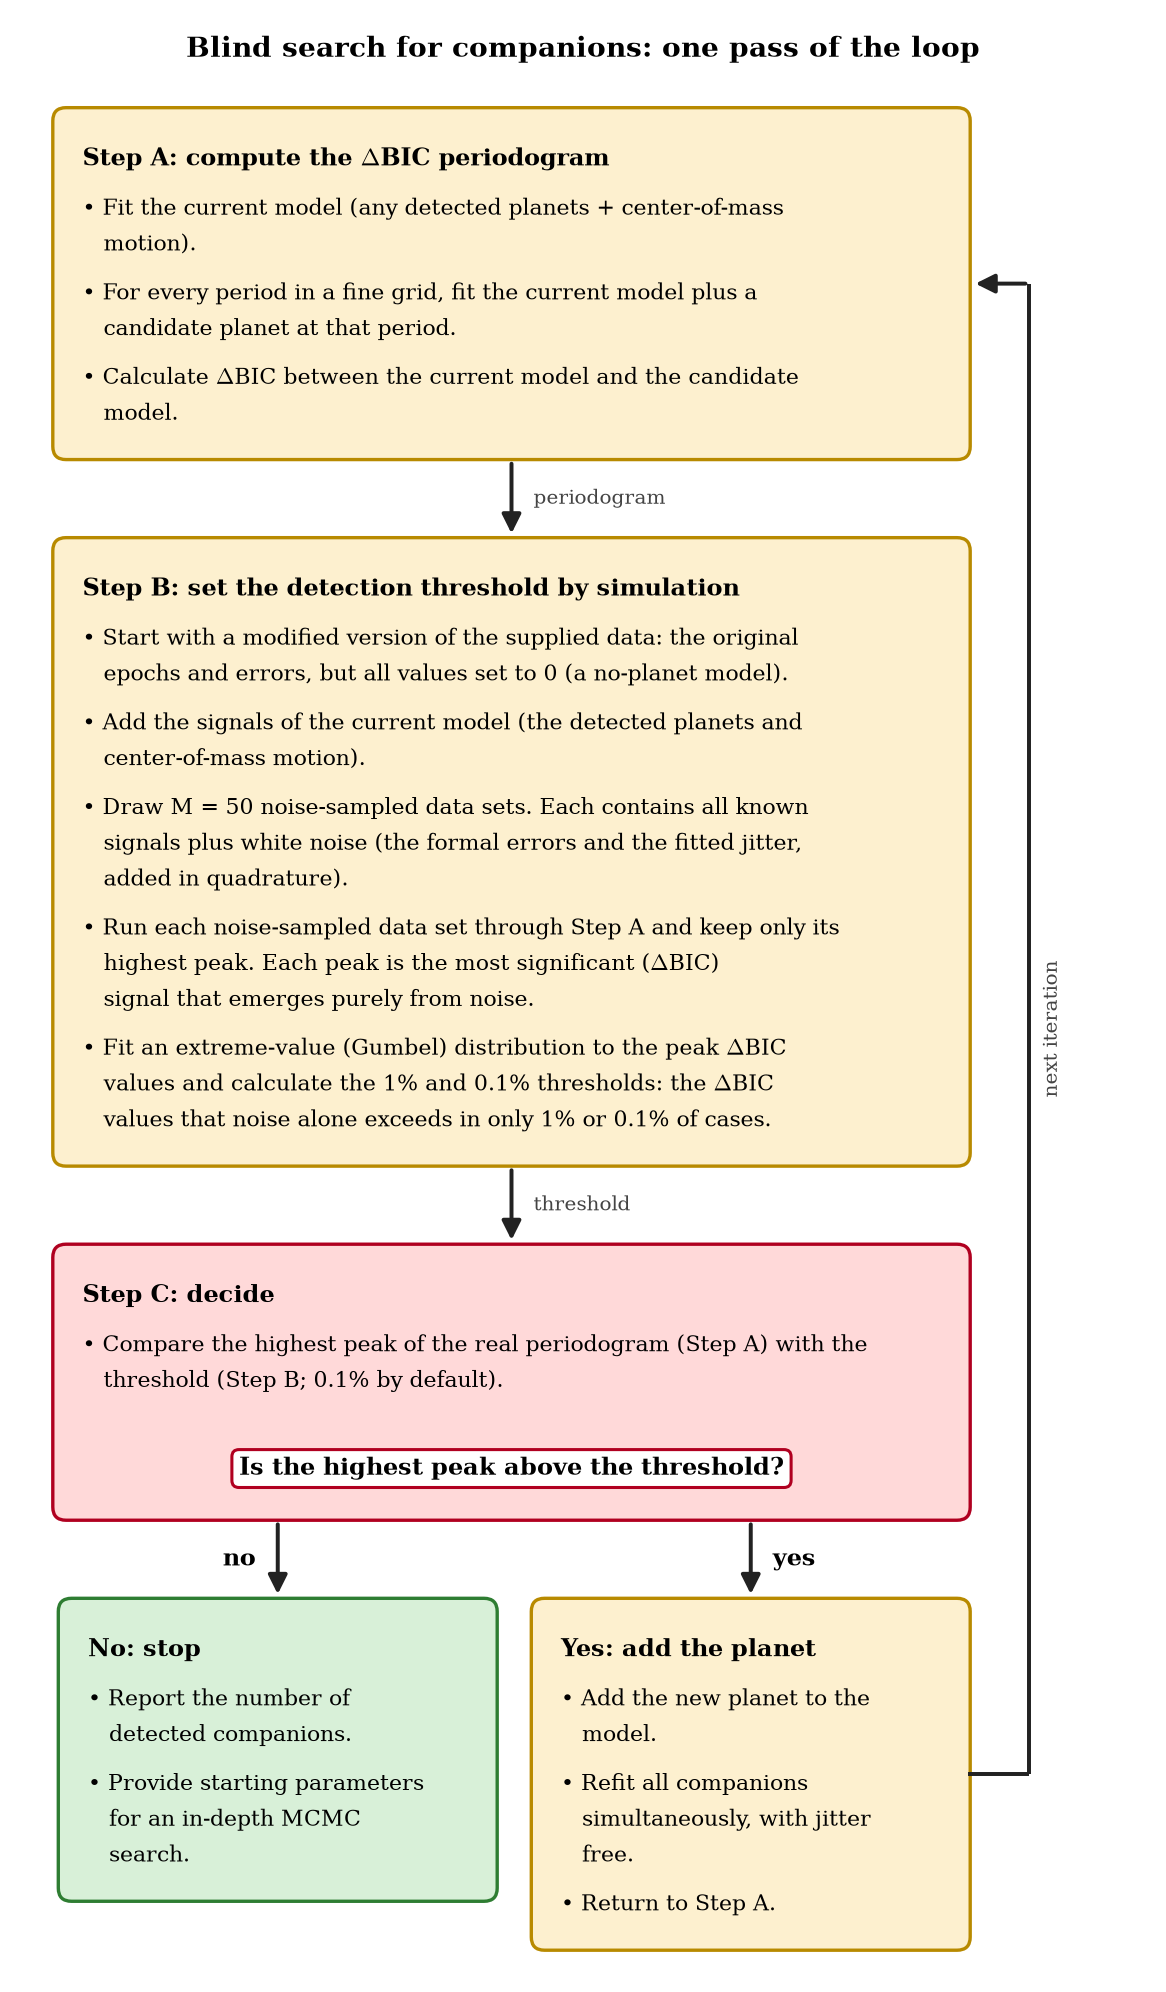 Blind search for companions: one pass of the loop
Step A: compute the ΔBIC periodogram
• Fit the current model (any detected planets + center-of-mass
motion).
• For every period in a fine grid, fit the current model plus a
candidate planet at that period.
• Calculate ΔBIC between the current model and the candidate
model.
periodogram
Step B: set the detection threshold by simulation
• Start with a modified version of the supplied data: the original
epochs and errors, but all values set to 0 (a no-planet model).
• Add the signals of the current model (the detected planets and
center-of-mass motion).
• Draw M = 50 noise-sampled data sets. Each contains all known
signals plus white noise (the formal errors and the fitted jitter,
added in quadrature).
• Run each noise-sampled data set through Step A and keep only its
highest peak. Each peak is the most significant (ΔBIC)
signal that emerges purely from noise.
• Fit an extreme-value (Gumbel) distribution to the peak ΔBIC
values and calculate the 1% and 0.1% thresholds: the ΔBIC
values that noise alone exceeds in only 1% or 0.1% of cases.
next iteration
threshold
Step C: decide
• Compare the highest peak of the real periodogram (Step A) with the
threshold (Step B; 0.1% by default).
Is the highest peak above the threshold?
no
yes
No: stop
• Report the number of
detected companions.
• Provide starting parameters
for an in-depth MCMC
search.
Yes: add the planet
• Add the new planet to the
model.
• Refit all companions
simultaneously, with jitter
free.
• Return to Step A.